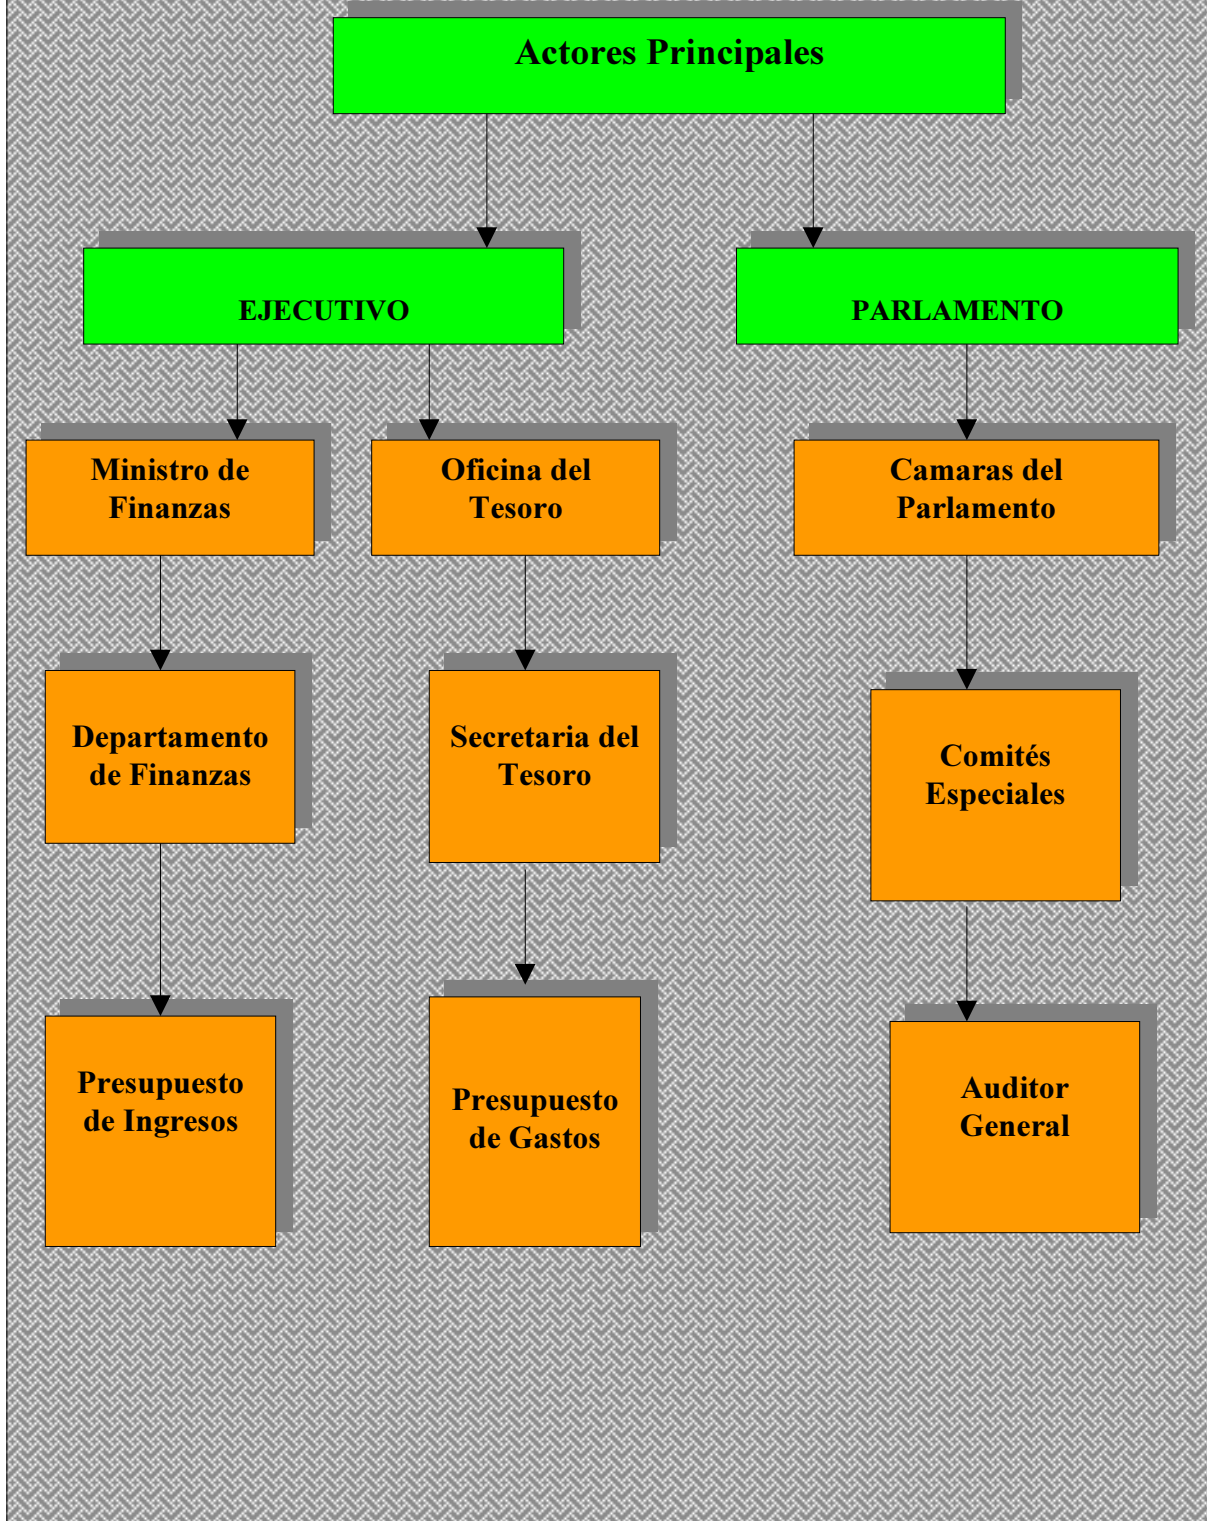 Actores Principales
EJECUTIVO
PARLAMENTO
Ministro de
Finanzas
Oficina del
Tesoro
Camaras del
Parlamento
Departamento
de Finanzas
Secretaria del
Tesoro
Comités
Especiales
Presupuesto
de Ingresos
Presupuesto
de Gastos
Auditor
General